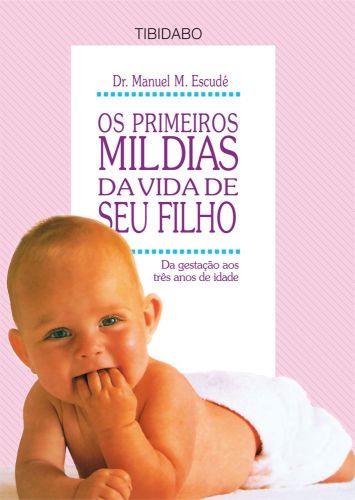 TIBIDABO
Dr. Manuel M. Escudé
OS PRIMEIROS
MIL DIAS
DA VIDA DE
SEU FILHO
Da gestação aos
três anos de idade